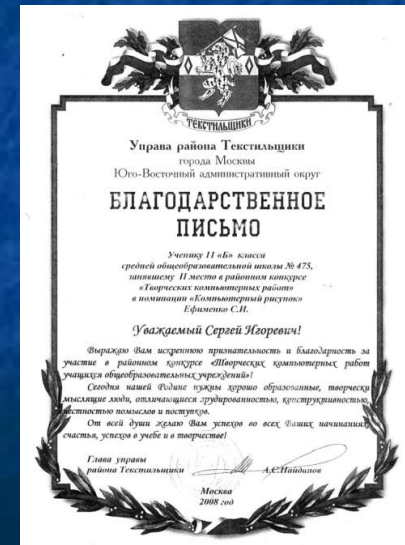 ТЕКСТИЛЬЩИКИ
Управа района Текстильщики
города Москвы
Юго-Восточный административный округ
БЛАГОДАРСТВЕННОЕ
ПИСЬМО
Ученику 11 «Б» класса
средней общеобразовательной школы № 475,
занявшему II место в районном конкурсе
«Творческих компьютерных работ»
в номинации «Компьютерный рисунок»
Ефименко С.И.
Уважаемый Сергей Игоревич!
Выражаю Вам искреннюю признательность и благодарность за
участие в районном конкурсе «Творческих компьютерных работ
учащихся общеобразовательных учреждений»!
Сегодня нашей Родине нужны хорошо образованные, творчески
мыслящие люди, отличающиеся эрудированностью, конструктивностью,
честностью помыслов и поступков.
От всей души желаю Вам успехов во всех Ваших начинаниях,
счастья, успехов в учебе и в творчестве!
Глава управы
района Текстильщики А.С.Найданов
Москва
2008 год